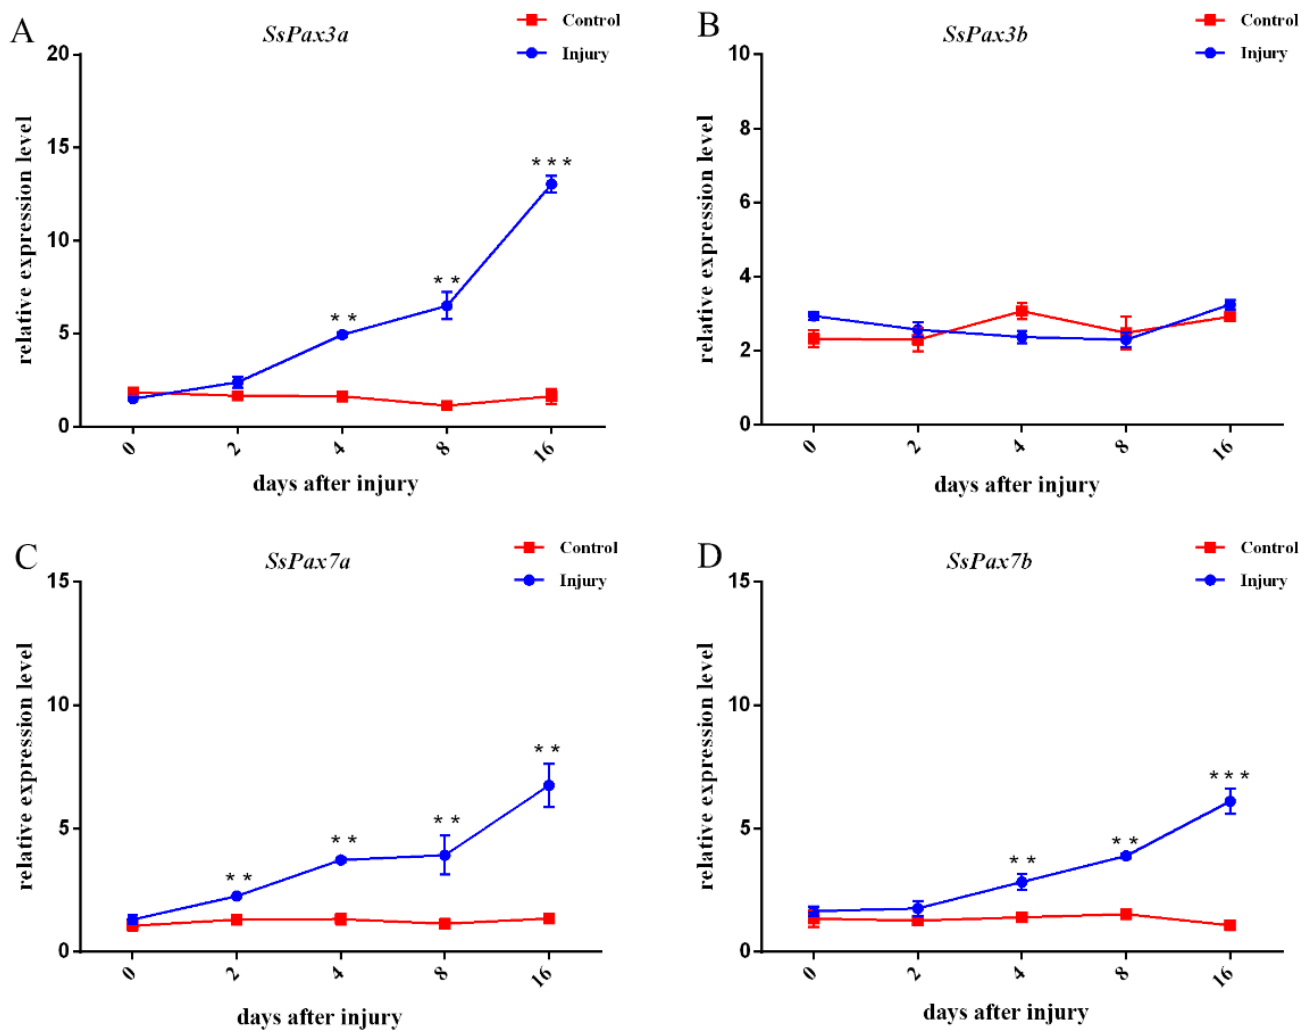 A
SsPax3a
Control
Injury
relative expression level
20
15
10
5
0
* *
* *
* * *
0 2 4 8 16
days after injury
B
SsPax3b
Control
Injury
relative expression level
10
8
6
4
2
0
0 2 4 8 16
days after injury
C
SsPax7a
Control
Injury
relative expression level
15
10
5
0
* *
* *
* *
* *
0 2 4 8 16
days after injury
D
SsPax7b
Control
Injury
relative expression level
15
10
5
0
* *
* *
* * *
0 2 4 8 16
days after injury